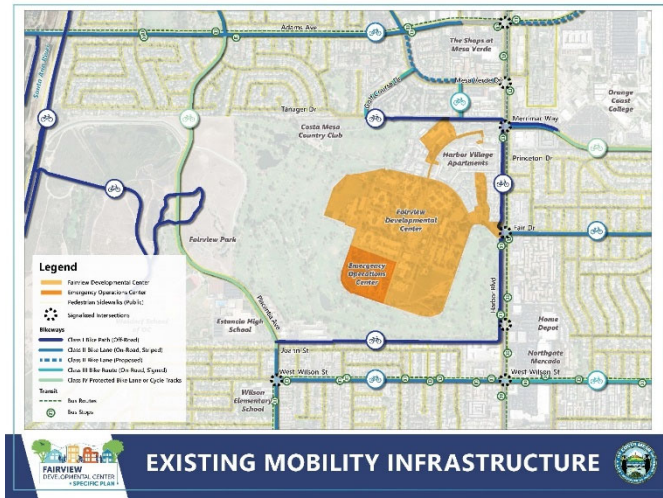 Adams Ave
The Shops at
Mesa Verde
Santa Ana River
Golf Course Dr
Mesa Verde Dr
Tanager Dr
Orange
Coast
College
Merrimac Way
Costa Mesa
Country Club
Harbor Village
Apartments
Princeton Dr
Fairview
Developmental
Center
Fair Dr
Fairview Park
Emergency
Operations
Center
Harbor Blvd
Placentia Ave
Estancia High
School
Home
Depot
Joann St
Northgate
Mercado
West Wilson St
West Wilson St
Wilson
Elementary
School
Legend
Fairview Developmental Center
Emergency Operations Center
Pedestrian Sidewalks (Public)
Signalized Intersections
Bikeways
Class I Bike Path (Off-Road)
Class II Bike Lane (On-Road, Striped)
Class II Bike Lane (Proposed)
Class III Bike Route (On-Road, Signed)
Class IV Protected Bike Lane or Cycle Tracks
Transit
Bus Routes
Bus Stops
FAIRVIEW
DEVELOPMENTAL CENTER
SPECIFIC PLAN
EXISTING MOBILITY INFRASTRUCTURE